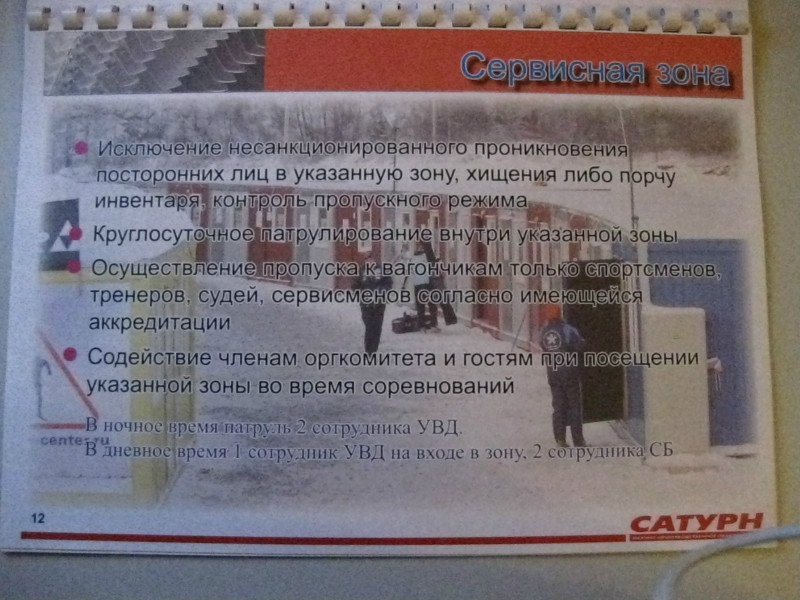 Сервисная зона
Исключение несанкционированного проникновения
посторонних лиц в указанную зону, хищения либо порчу
инвентаря, контроль пропускного режима
Круглосуточное патрулирование внутри указанной зоны
Осуществление пропуска к вагончикам только спортсменов,
тренеров, судей, сервисменов согласно имеющейся
аккредитации
Содействие членам оргкомитета и гостям при посещении
указанной зоны во время соревнований
В ночное время патруль 2 сотрудника УВД.
center.ru
В дневное время 1 сотрудник УВД на входе в зону, 2 сотрудника СБ
12
САТУРН